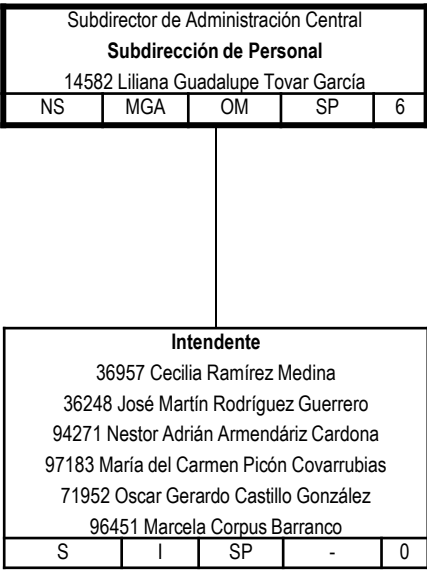 Subdirector de Administración Central
Subdirección de Personal
14582 Liliana Guadalupe Tovar García
NS MGA OM SP 6
Intendente
36957 Cecilia Ramírez Medina
36248 José Martín Rodríguez Guerrero
94271 Nestor Adrián Armendáriz Cardona
97183 María del Carmen Picón Covarrubias
71952 Oscar Gerardo Castillo González
96451 Marcela Corpus Barranco
S I SP - 0